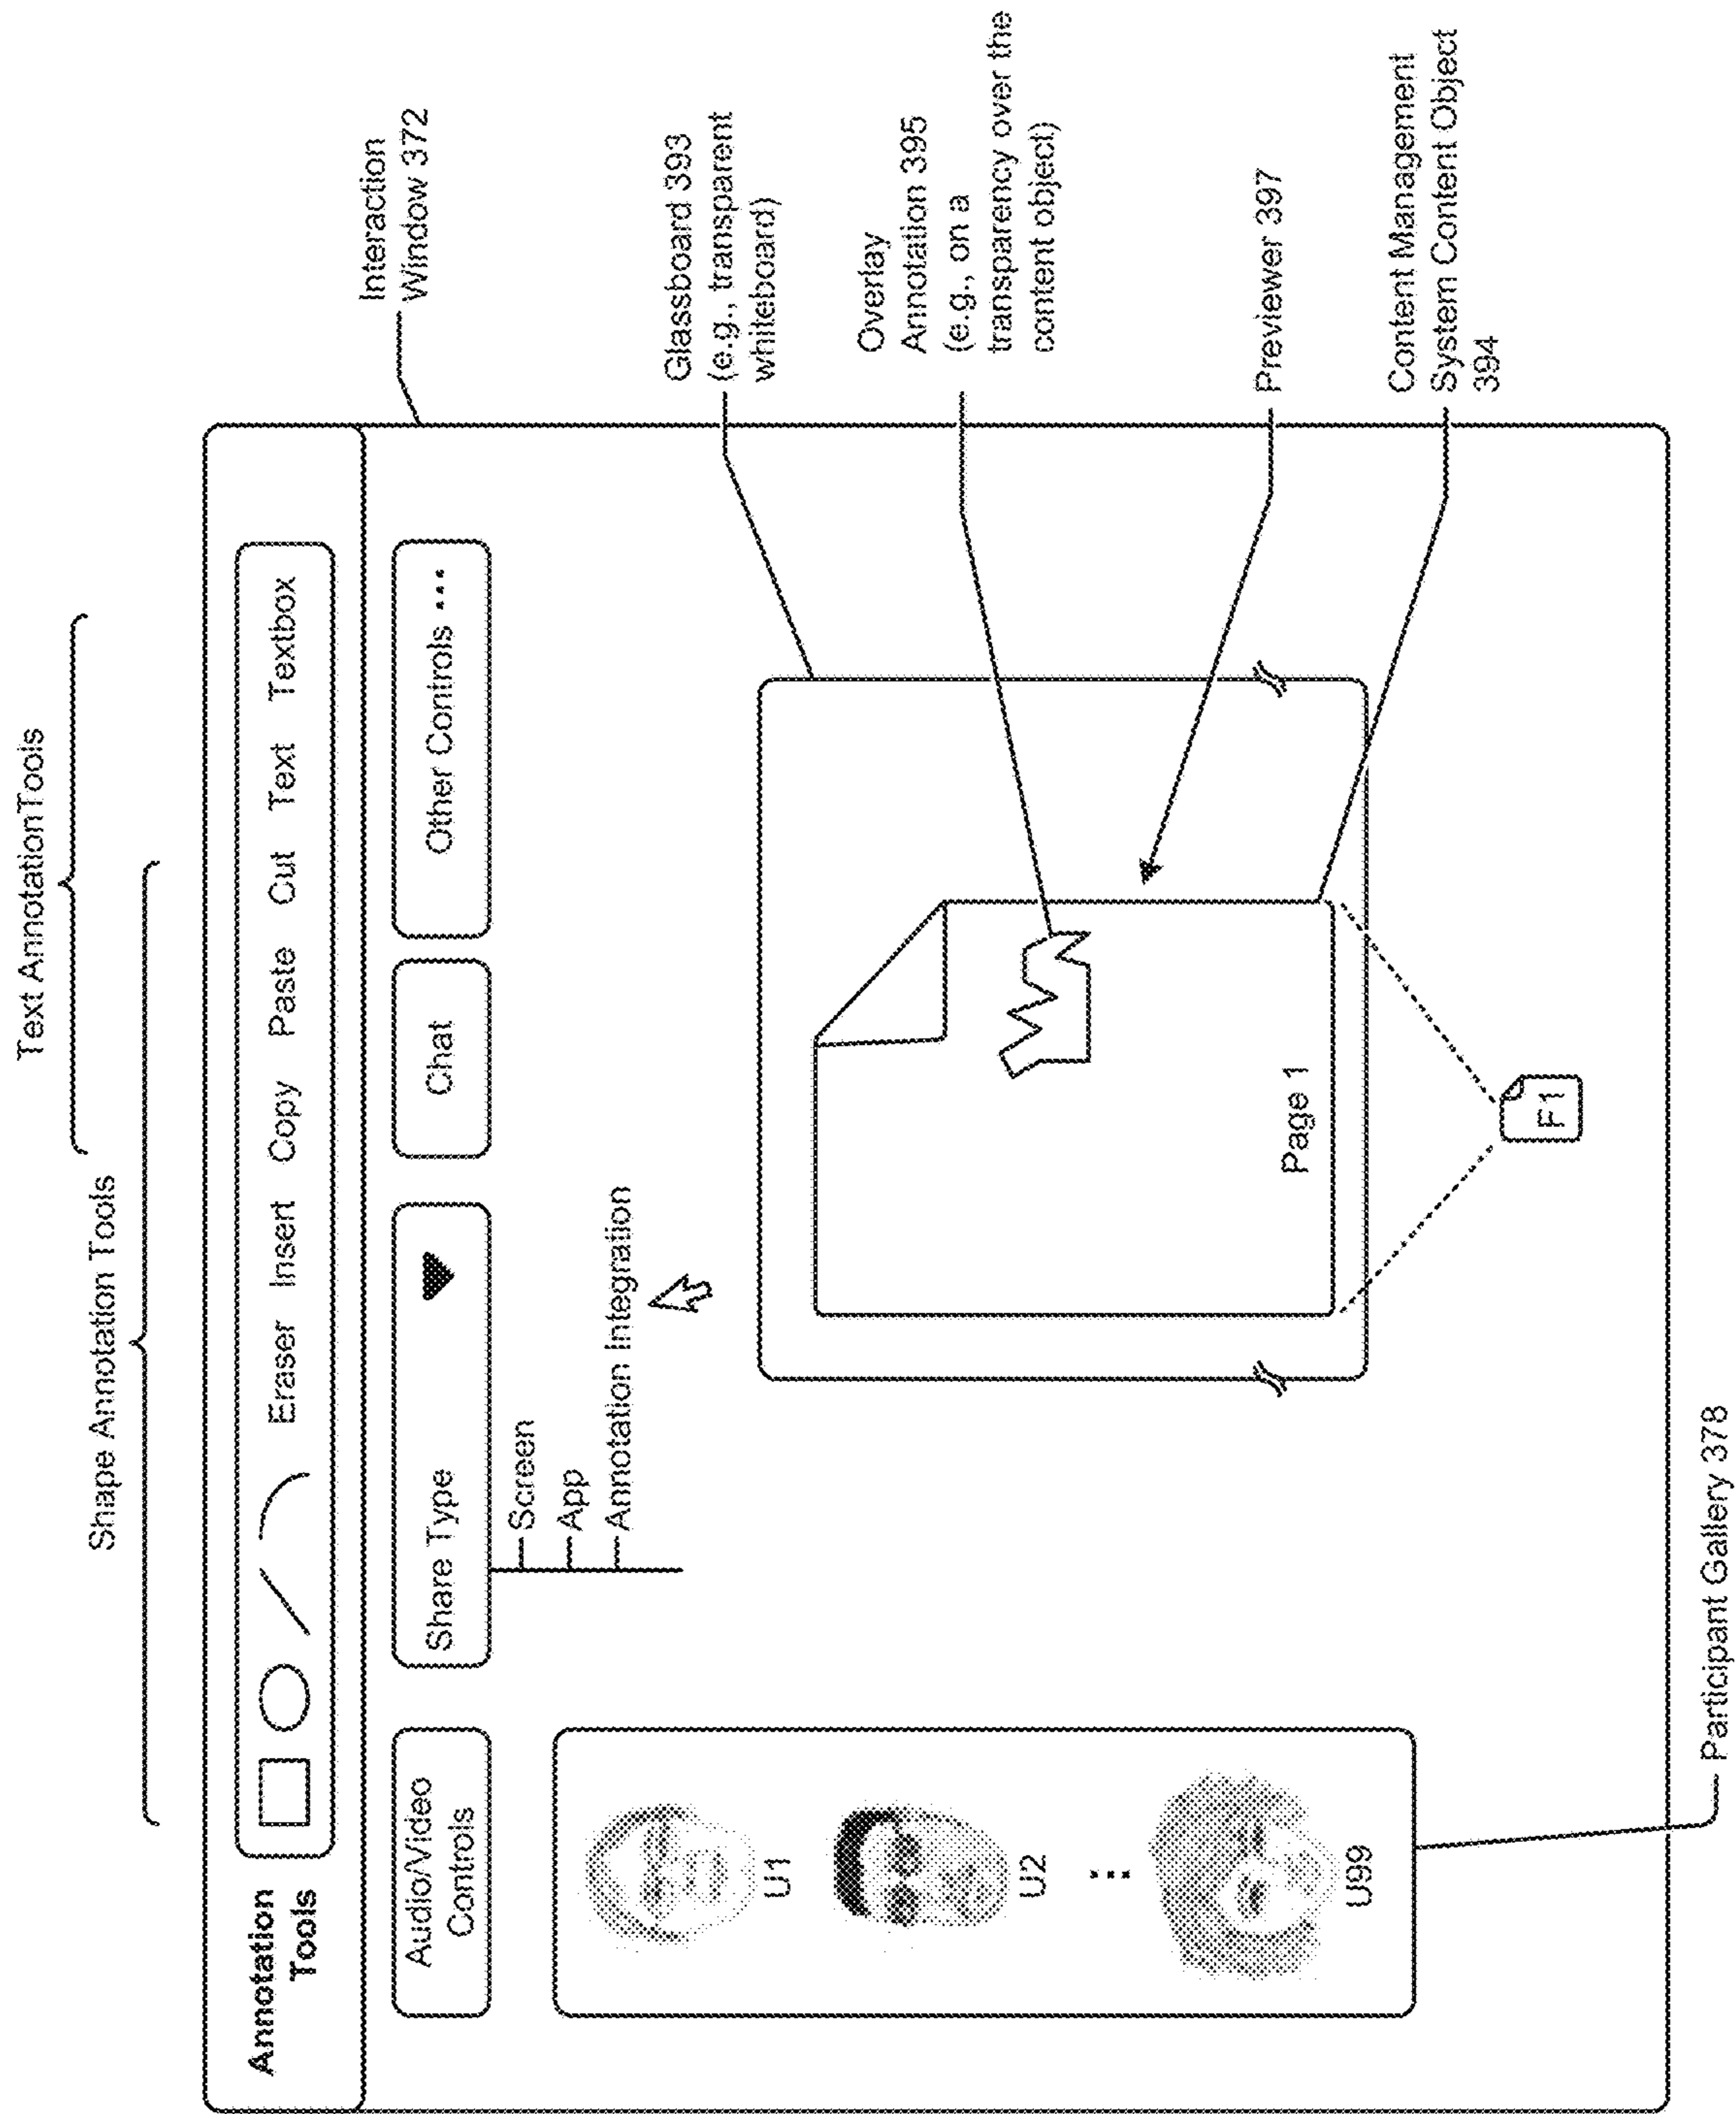 Text AnnotationTools
Shape Annotation Tools
Annotation
Tools
Eraser Insert Copy Paste Cut Text Textbox
Audio/Video
Controls
Share Type
Chat
Other Controls ...
Screen
App
Annotation Integration
U1
U2
U99
Page 1
F1
Interaction
Window 372
Glassboard 393
(e.g., transparent
whiteboard)
Overlay
Annotation 395
(e.g., on a
transparency over the
content object)
Previewer 397
Content Management
System Content Object
394
Participant Gallery 378